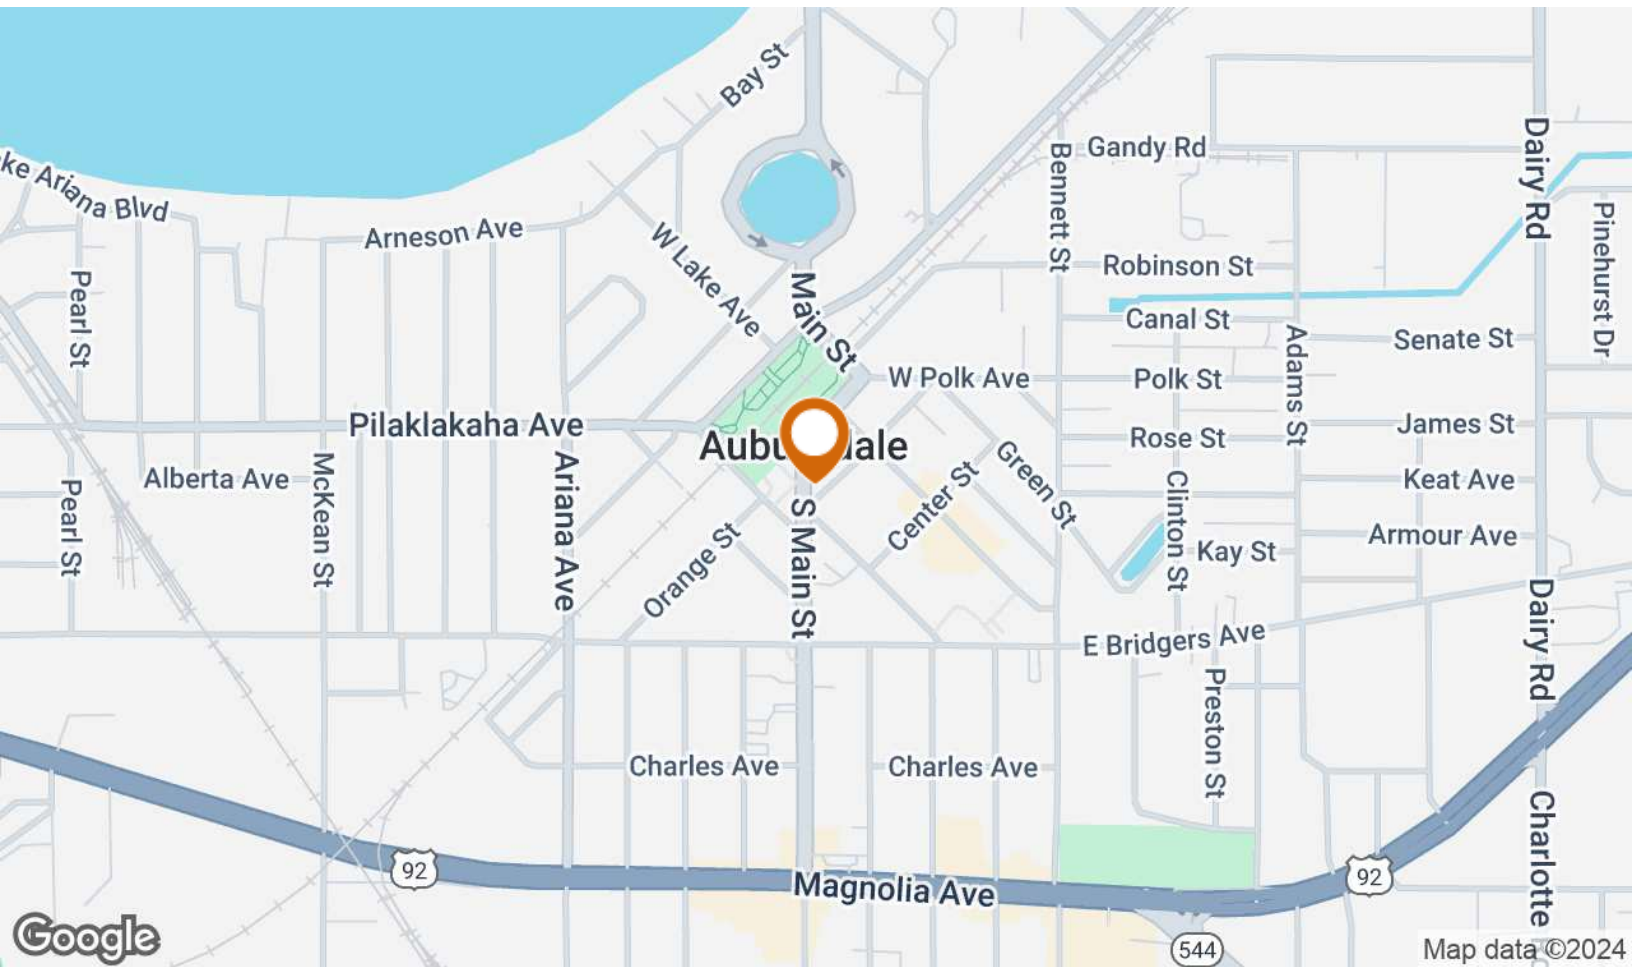 Bay St
Gandy Rd
Dairy Rd
ke Ariana Blvd
Bennett St
Pinehurst Dr
Arneson Ave
W Lake Ave
Robinson St
Main St
Pearl St
Canal St
Adams St
Senate St
W Polk Ave
Polk St
Pilaklakaha Ave
James St
Aubu dale
Rose St
Green St
Alberta Ave
McKean St
Ariana Ave
Center St
Clinton St
Keat Ave
Pearl St
S Main St
Orange St
Kay St
Armour Ave
E Bridgers Ave
Dairy Rd
Preston St
Charles Ave
Charles Ave
Charlotte
92
Magnolia Ave
92
544
Google
Map data ©2024